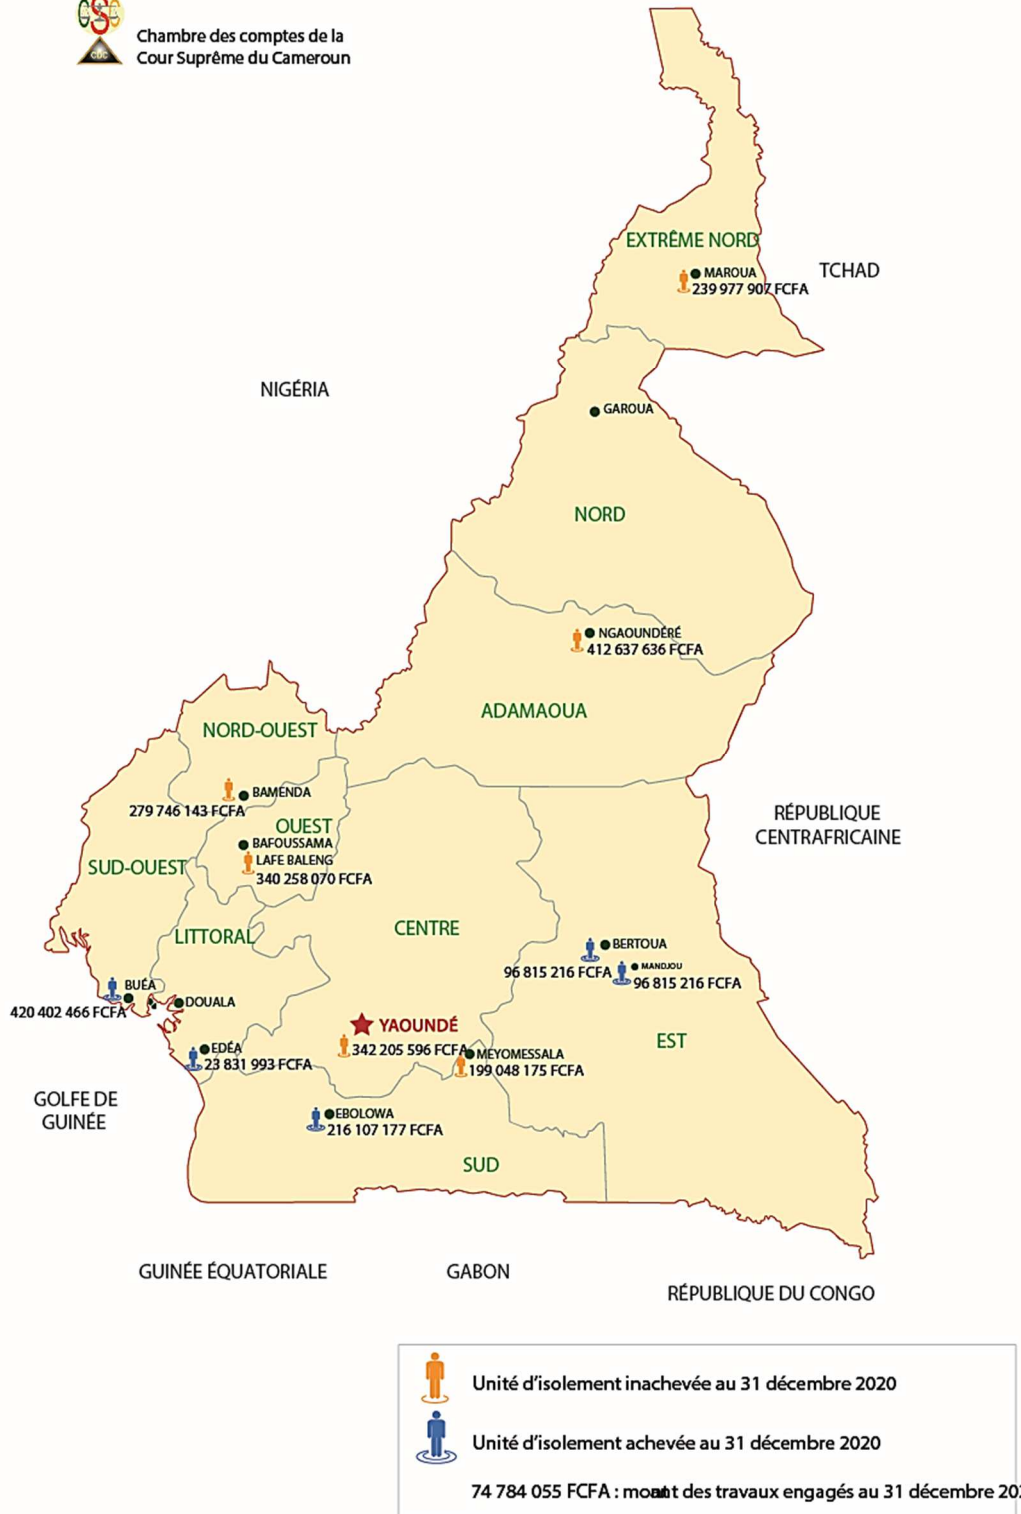 CDC
Chambre des comptes de la
Cour Suprême du Cameroun
EXTRÊME NORD
MAROUA
239 977 907 FCFA
TCHAD
NIGÉRIA
GAROUA
NORD
NGAOUNDÉRÉ
412 637 636 FCFA
ADAMAOUA
NORD-OUEST
BAMENDA
279 746 143 FCFA
OUEST
BAFOUSSAMA
LAFE BALENG
340 258 070 FCFA
SUD-OUEST
RÉPUBLIQUE
CENTRAFRICAINE
LITTORAL
CENTRE
BERTOUA
96 815 216 FCFA
MANDJOU
96 815 216 FCFA
BUÉA
420 402 466 FCFA
DOUALA
YAOUNDÉ
342 205 596 FCFA
MEYOMESSALA
199 048 175 FCFA
EST
EDÉA
23 831 993 FCFA
GOLFE DE
GUINÉE
EBOLOWA
216 107 177 FCFA
SUD
GUINÉE ÉQUATORIALE
GABON
RÉPUBLIQUE DU CONGO
Unité d'isolement inachevée au 31 décembre 2020
Unité d'isolement achevée au 31 décembre 2020
74 784 055 FCFA : des travaux engagés au 31 décembre